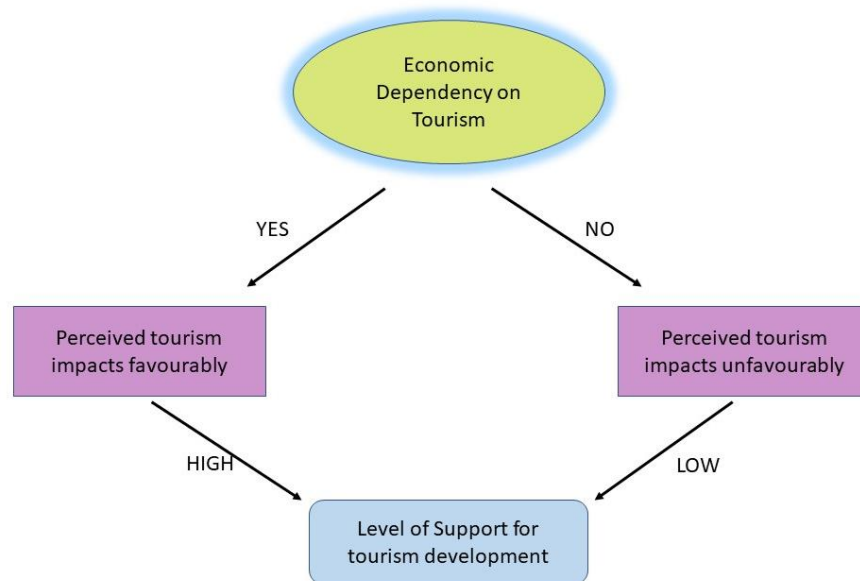 Economic
Dependency on
Tourism
YES
NO
Perceived tourism
impacts favourably
Perceived tourism
impacts unfavourably
HIGH
LOW
Level of Support for
tourism development